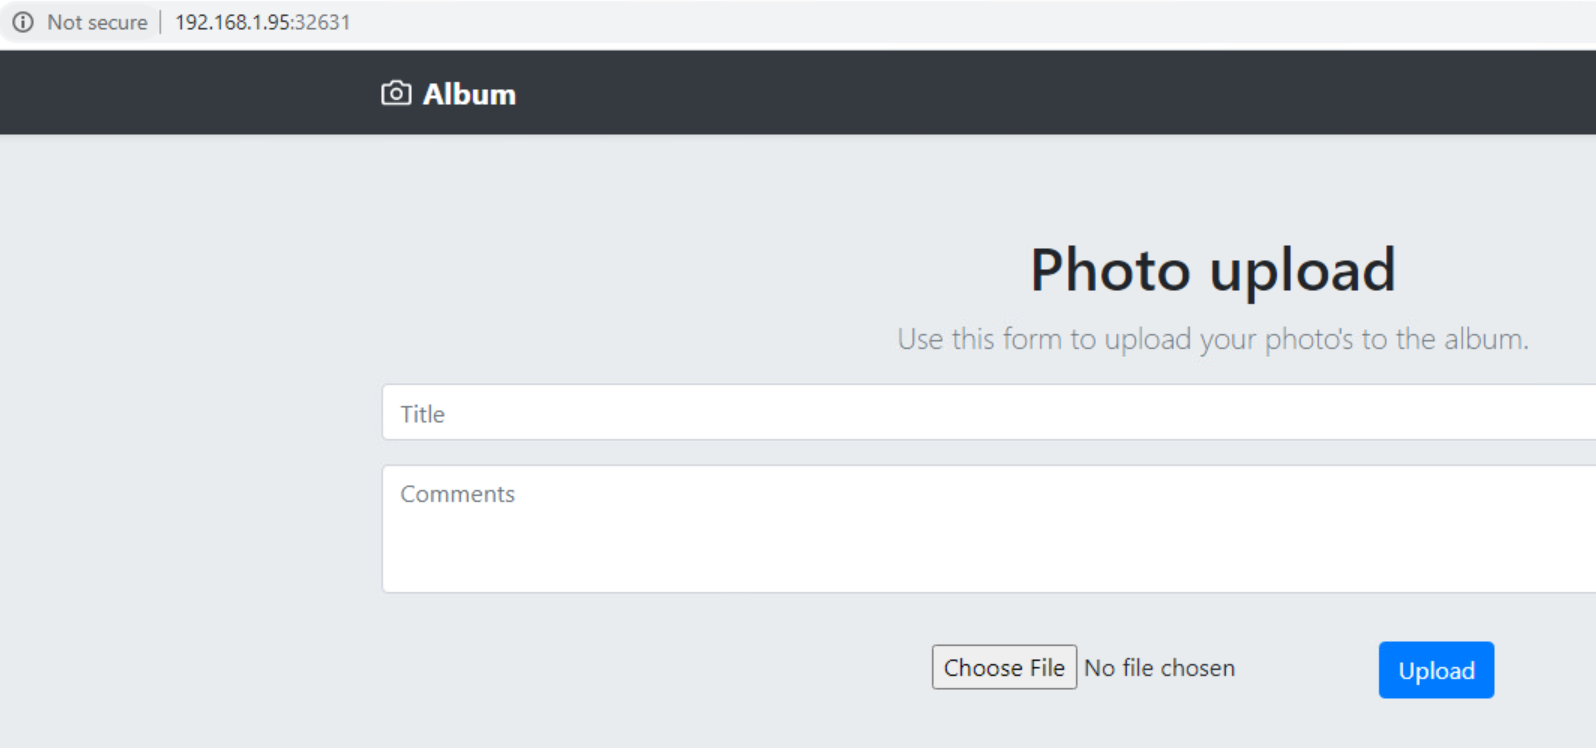 Not secure | 192.168.1.95:32631
Album
Photo upload
Use this form to upload your photo's to the album.
Title
Comments
Choose File No file chosen
Upload